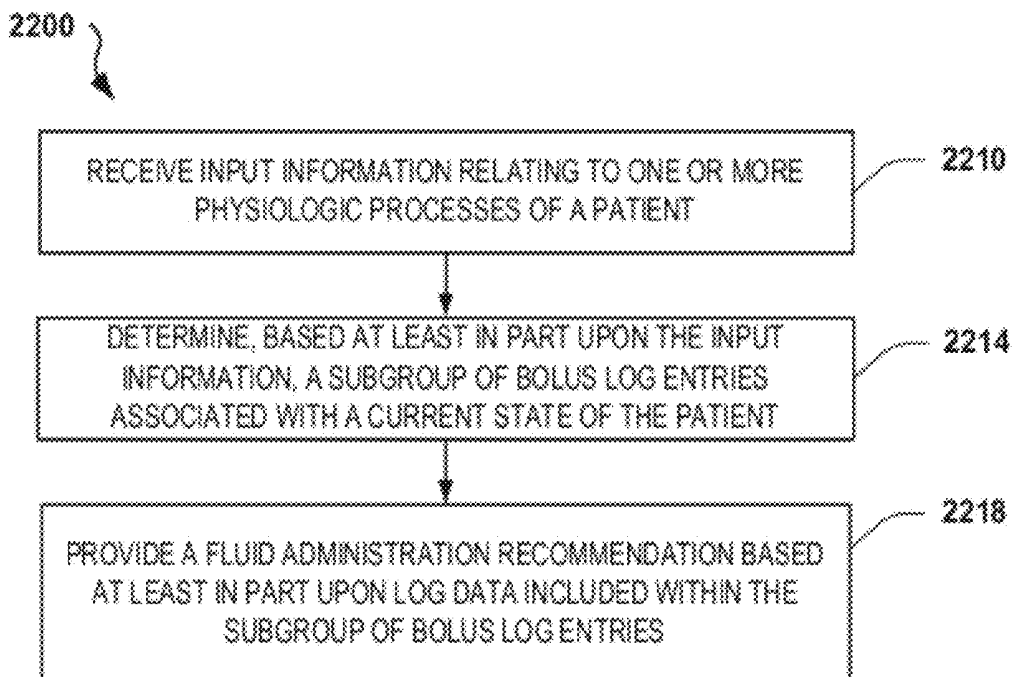 2200
RECEIVE INPUT INFORMATION RELATING TO ONE OR MORE
PHYSIOLOGIC PROCESSES OF A PATIENT
2210
DETERMINE, BASED AT LEAST IN PART UPON THE INPUT
INFORMATION, A SUBGROUP OF BOLUS LOG ENTRIES
ASSOCIATED WITH A CURRENT STATE OF THE PATIENT
2214
PROVIDE A FLUID ADMINISTRATION RECOMMENDATION BASED
AT LEAST IN PART UPON LOG DATA INCLUDED WITHIN THE
SUBGROUP OF BOLUS LOG ENTRIES
2218